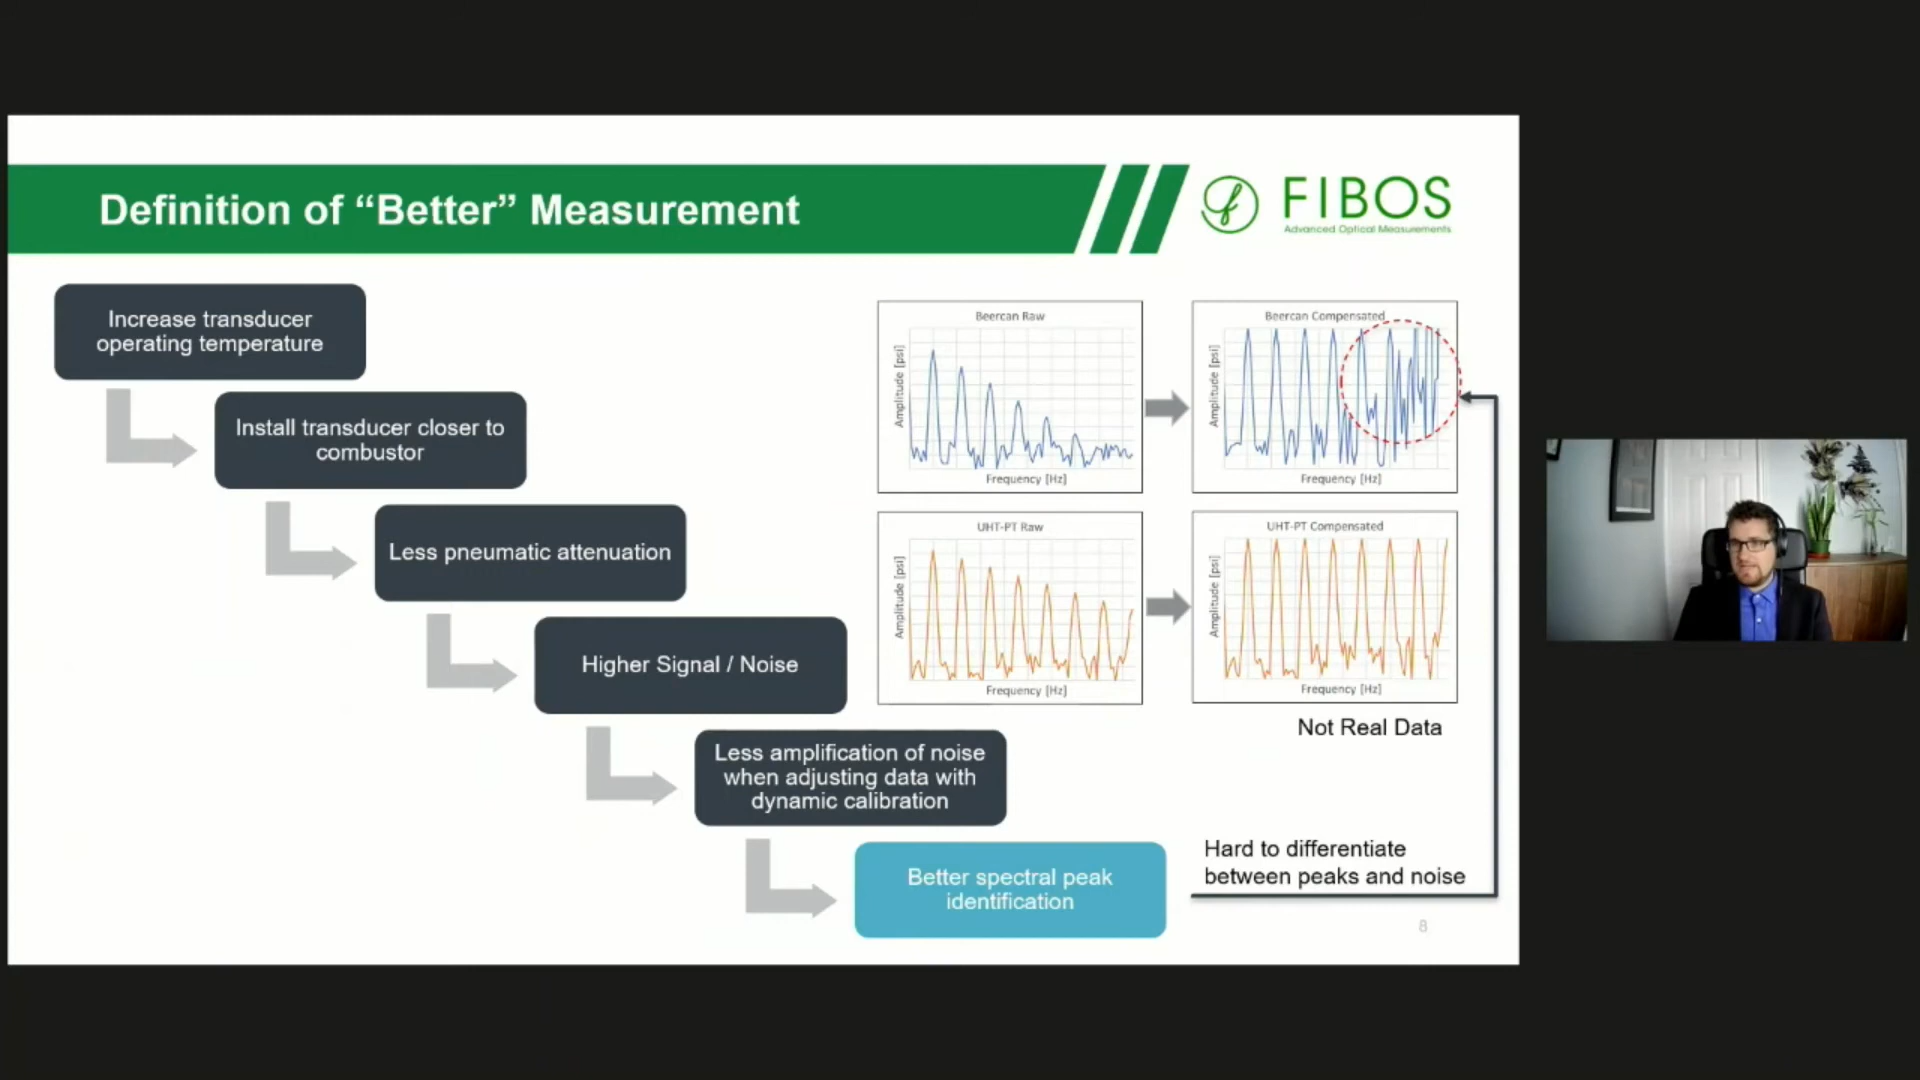 Definition of “Better” Measurement
FIBOS
Advanced Optical Measurements
Increase transducer
operating temperature
Install transducer closer to
combustor
Less pneumatic attenuation
Higher Signal / Noise
Less amplification of noise
when adjusting data with
dynamic calibration
Better spectral peak
identification
Beercan Raw
Amplitude [psi]
Frequency [Hz]
Beercan Compensated
Amplitude [psi]
Frequency [Hz]
UHT-PT Raw
Amplitude [psi]
Frequency [Hz]
UHT-PT Compensated
Amplitude [psi]
Frequency [Hz]
Not Real Data
Hard to differentiate
between peaks and noise
8